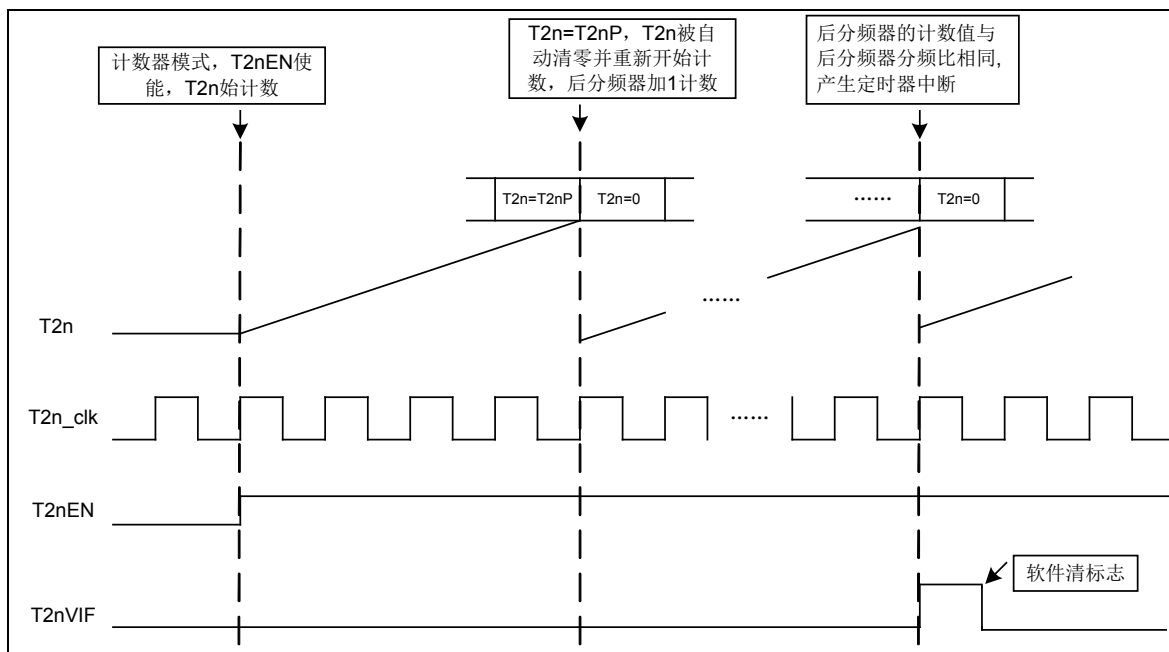 计数器模式，T2nEN使
能，T2n始计数
T2n=T2nP，T2n被自
动清零并重新开始计
数，后分频器加1计数
后分频器的计数值与
后分频器分频比相同，
产生定时器中断
T2n=T2nP
T2n=0
……
T2n=0
……
T2n
T2n_clk
……
T2nEN
软件清标志
T2nVIF